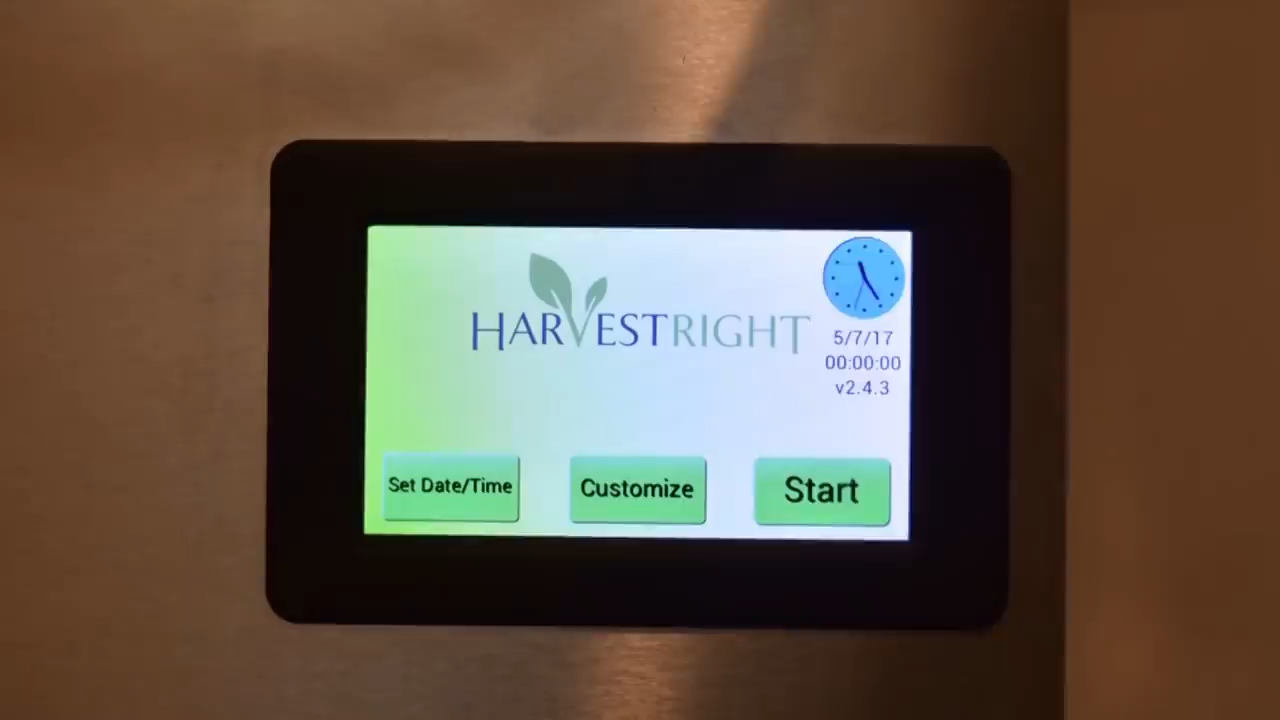 HARVESTRIGHT
5/7/17
00:00:00
v2.4.3
Set Date/Time
Customize
Start